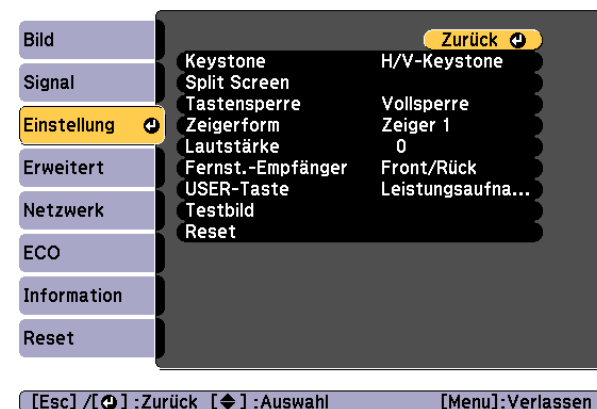 Bild
Signal
Einstellung
Erweitert
Netzwerk
ECO
Information
Reset
Zurück
Keystone H/V-Keystone
Split Screen
Tastensperre Vollsperre
Zeigerform Zeiger 1
Lautstärke 0
Fernst.-Empfänger Front/Rück
USER-Taste Leistungsaufna...
Testbild
Reset
[Esc] /[ ] :Zurück [ ] :Auswahl [Menu]:Verlassen